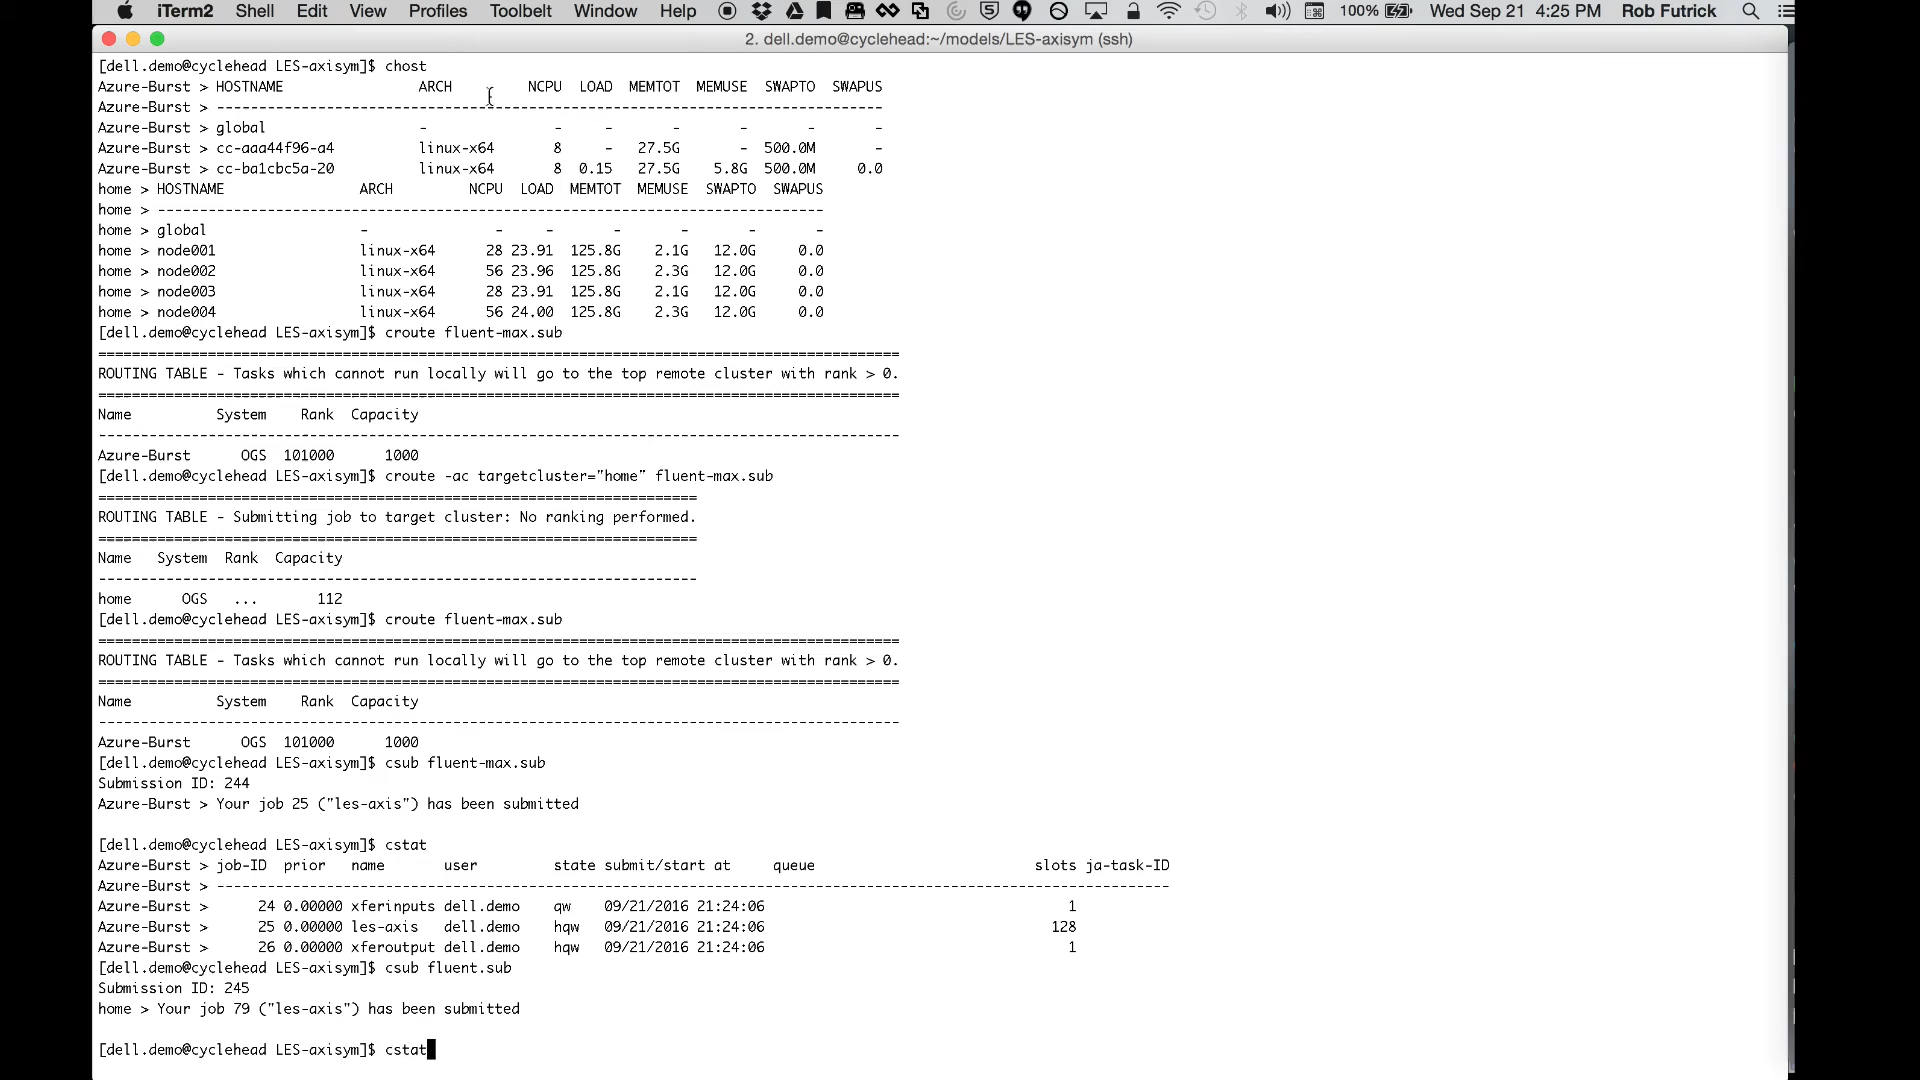 iTerm2 Shell Edit View Profiles Toolbelt Window Help 100% Wed Sep 21 4:25 PM Rob Futrick
2. dell.demo@cyclehead:~/models/LES-axisym (ssh)
[dell.demo@cyclehead LES-axisym]$ chost
Azure-Burst > HOSTNAME ARCH NCPU LOAD MEMTOT MEMUSE SWAPTO SWAPUS
Azure-Burst > -------------------------------------------------------------------------------
Azure-Burst > global - - - - - - -
Azure-Burst > cc-aaa44f96-a4 linux-x64 8 - 27.5G - 500.0M -
Azure-Burst > cc-ba1cbc5a-20 linux-x64 8 0.15 27.5G 5.8G 500.0M 0.0
home > HOSTNAME ARCH NCPU LOAD MEMTOT MEMUSE SWAPTO SWAPUS
home > -------------------------------------------------------------------------------
home > global - - - - - - -
home > node001 linux-x64 28 23.91 125.8G 2.1G 12.0G 0.0
home > node002 linux-x64 56 23.96 125.8G 2.3G 12.0G 0.0
home > node003 linux-x64 28 23.91 125.8G 2.1G 12.0G 0.0
home > node004 linux-x64 56 24.00 125.8G 2.3G 12.0G 0.0
[dell.demo@cyclehead LES-axisym]$ croute fluent-max.sub
===============================================================================================
ROUTING TABLE - Tasks which cannot run locally will go to the top remote cluster with rank > 0.
===============================================================================================
Name System Rank Capacity
-----------------------------------------------------------------------------------------------
Azure-Burst OGS 101000 1000
[dell.demo@cyclehead LES-axisym]$ croute -ac targetcluster="home" fluent-max.sub
=======================================================================
ROUTING TABLE - Submitting job to target cluster: No ranking performed.
=======================================================================
Name System Rank Capacity
-----------------------------------------------------------------------
home OGS ... 112
[dell.demo@cyclehead LES-axisym]$ croute fluent-max.sub
===============================================================================================
ROUTING TABLE - Tasks which cannot run locally will go to the top remote cluster with rank > 0.
===============================================================================================
Name System Rank Capacity
-----------------------------------------------------------------------------------------------
Azure-Burst OGS 101000 1000
[dell.demo@cyclehead LES-axisym]$ csub fluent-max.sub
Submission ID: 244
Azure-Burst > Your job 25 ("les-axis") has been submitted
[dell.demo@cyclehead LES-axisym]$ cstat
Azure-Burst > job-ID prior name user state submit/start at queue slots ja-task-ID
Azure-Burst > -----------------------------------------------------------------------------------------------------------------
Azure-Burst > 24 0.00000 xferinputs dell.demo qw 09/21/2016 21:24:06 1
Azure-Burst > 25 0.00000 les-axis dell.demo hqw 09/21/2016 21:24:06 128
Azure-Burst > 26 0.00000 xferoutput dell.demo hqw 09/21/2016 21:24:06 1
[dell.demo@cyclehead LES-axisym]$ csub fluent.sub
Submission ID: 245
home > Your job 79 ("les-axis") has been submitted
[dell.demo@cyclehead LES-axisym]$ cstat